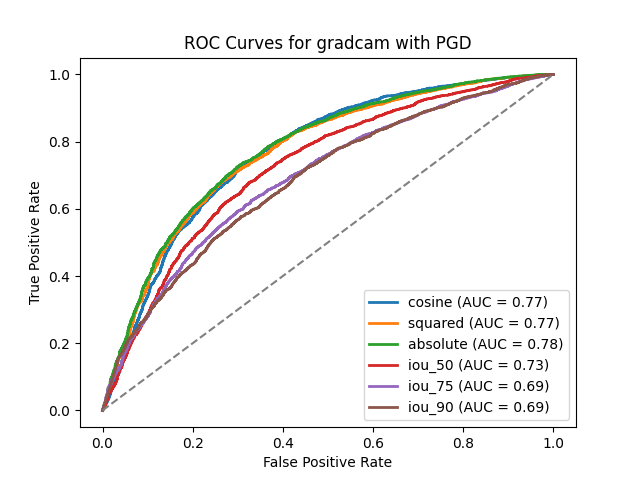 ROC Curves for gradcam with PGD
True Positive Rate
1.0
0.8
0.6
0.4
0.2
0.0
cosine (AUC = 0.77)
squared (AUC = 0.77)
absolute (AUC = 0.78)
iou_50 (AUC = 0.73)
iou_75 (AUC = 0.69)
iou_90 (AUC = 0.69)
0.0 0.2 0.4 0.6 0.8 1.0
False Positive Rate